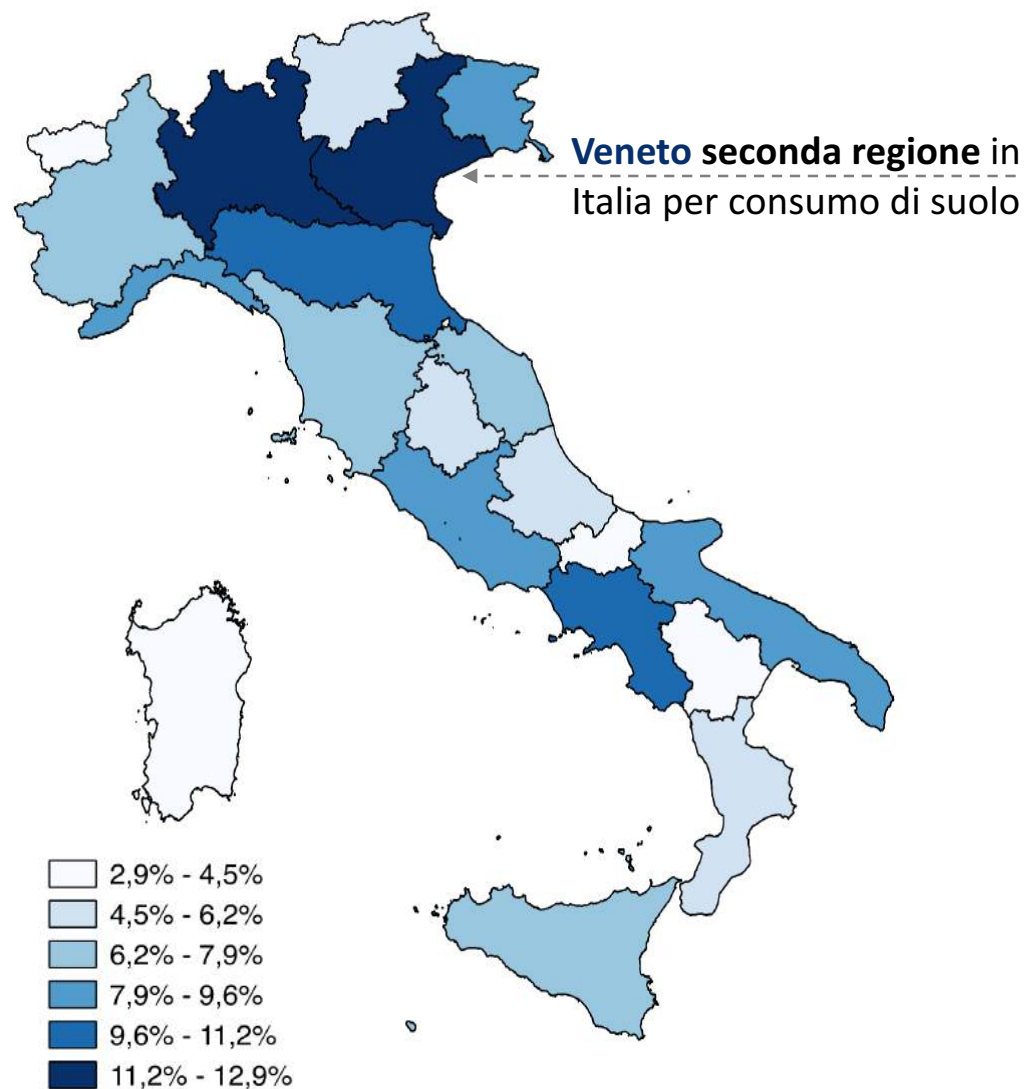 Veneto seconda regione in
Italia per consumo di suolo
2,9% - 4,5%
4,5% - 6,2%
6,2% - 7,9%
7,9% - 9,6%
9,6% - 11,2%
11,2% - 12,9%